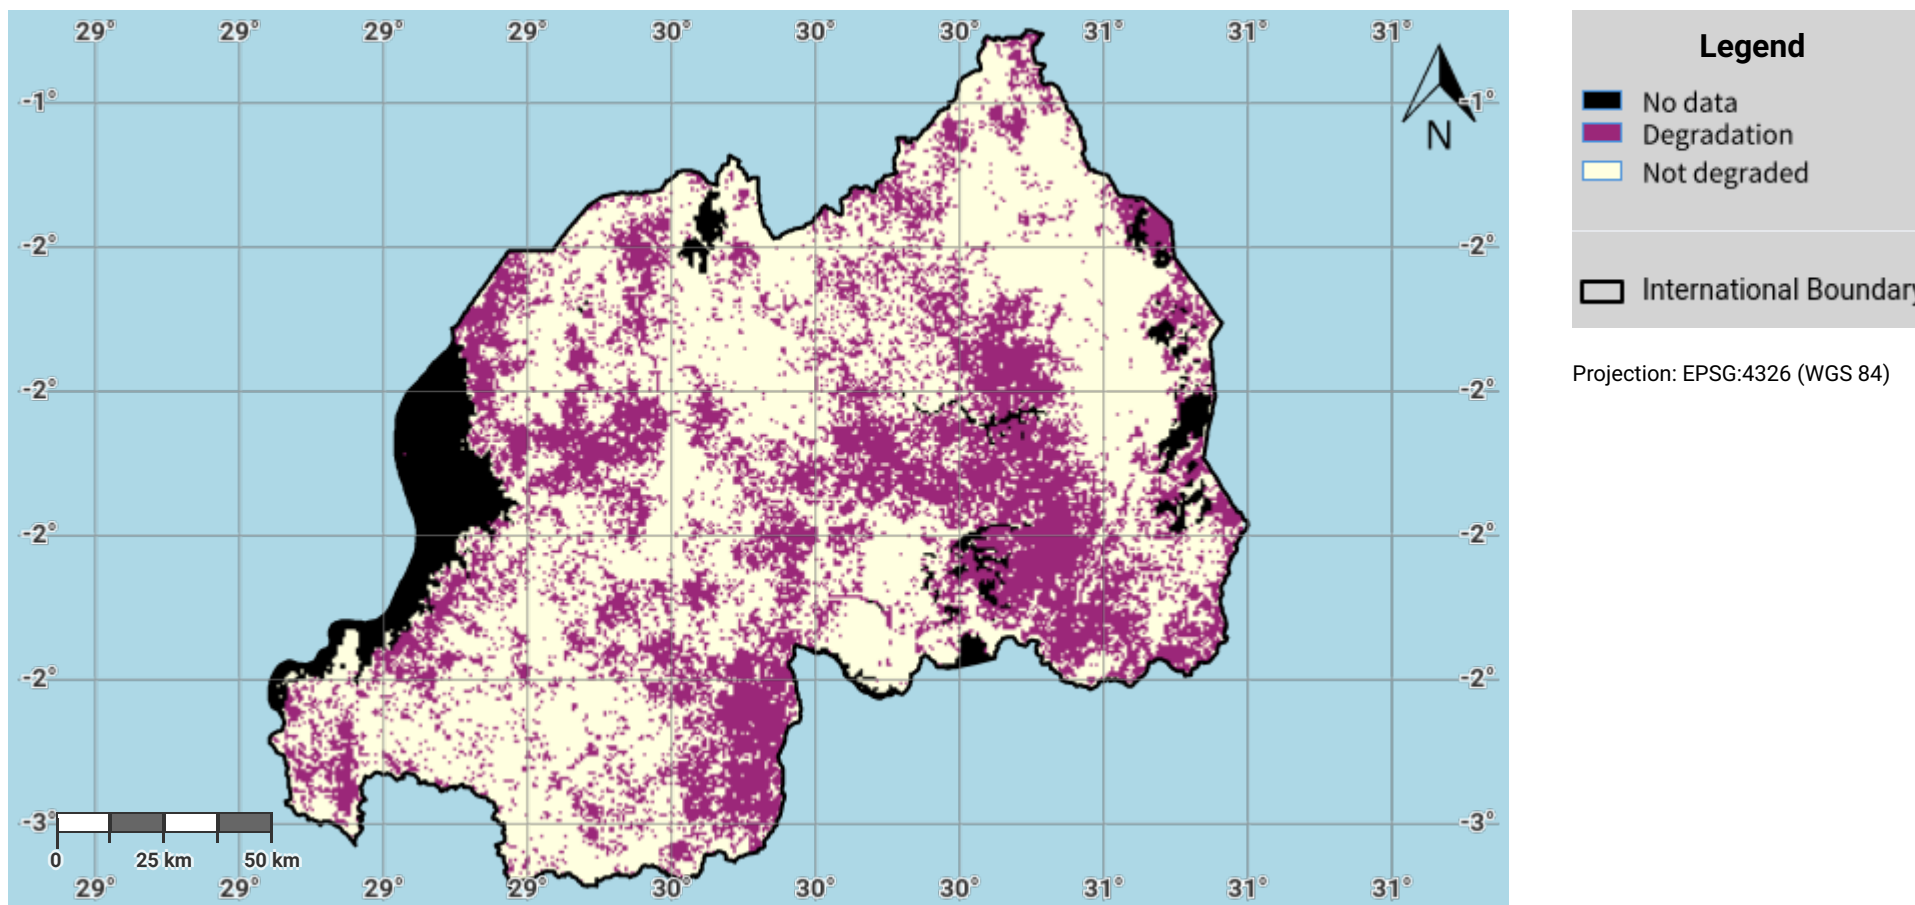 29° 29° 29° 29° 30° 30° 30° 31° 31° 31°
-1° -1°
N
-2° -2°
-2° -2°
-2° -2°
-2° -2°
-3° -3°
0 25 km 50 km
29° 29° 29° 29° 30° 30° 30° 31° 31° 31°
Legend
No data
Degradation
Not degraded
International Boundary
Projection: EPSG:4326 (WGS 84)